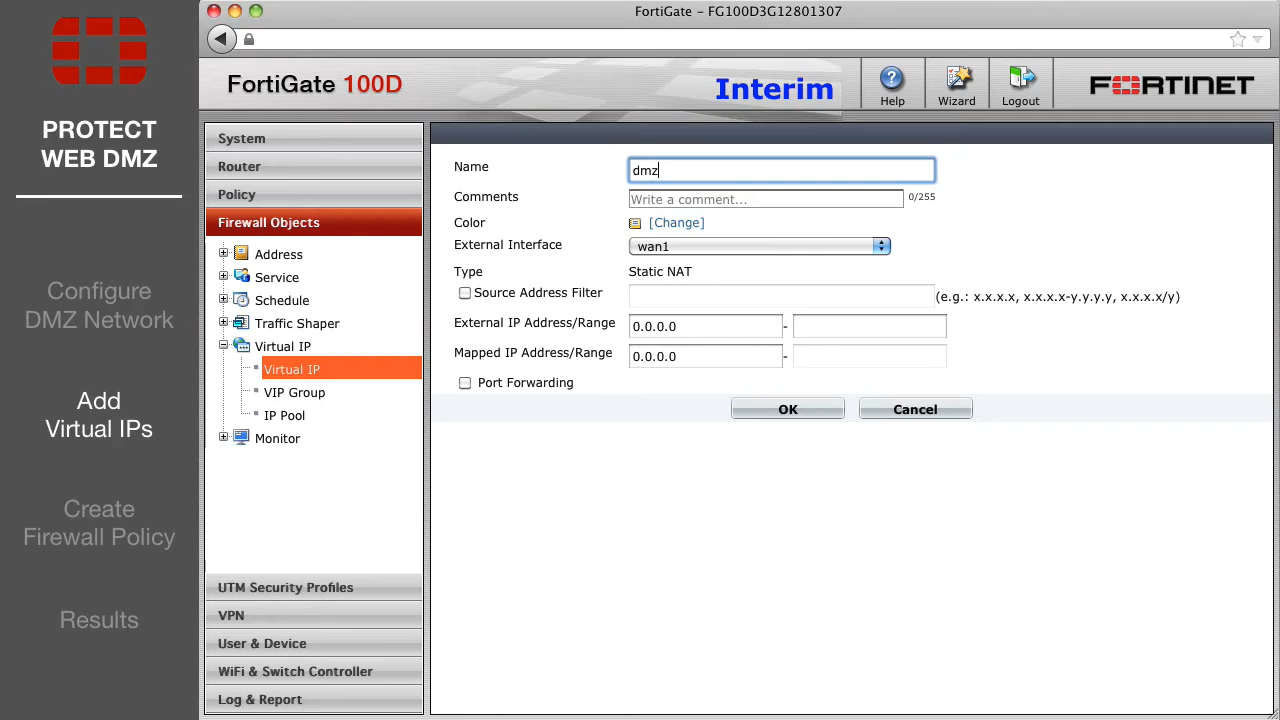 FortiGate - FG100D3G12801307
PROTECT
WEB DMZ
Configure
DMZ Network
Add
Virtual IPs
Create
Firewall Policy
Results
FortiGate 100D
Interim
Help
Wizard
Logout
FORTINET
System
Router
Policy
Firewall Objects
Address
Service
Schedule
Traffic Shaper
Virtual IP
Virtual IP
VIP Group
IP Pool
Monitor
UTM Security Profiles
VPN
User & Device
WiFi & Switch Controller
Log & Report
Name
dmz
Comments
Write a comment...
0/255
Color
[Change]
External Interface
wan1
Type
Static NAT
Source Address Filter
(e.g.: x.x.x.x, x.x.x.x-y.y.y.y, x.x.x.x/y)
External IP Address/Range
0.0.0.0
-
Mapped IP Address/Range
0.0.0.0
-
Port Forwarding
OK
Cancel